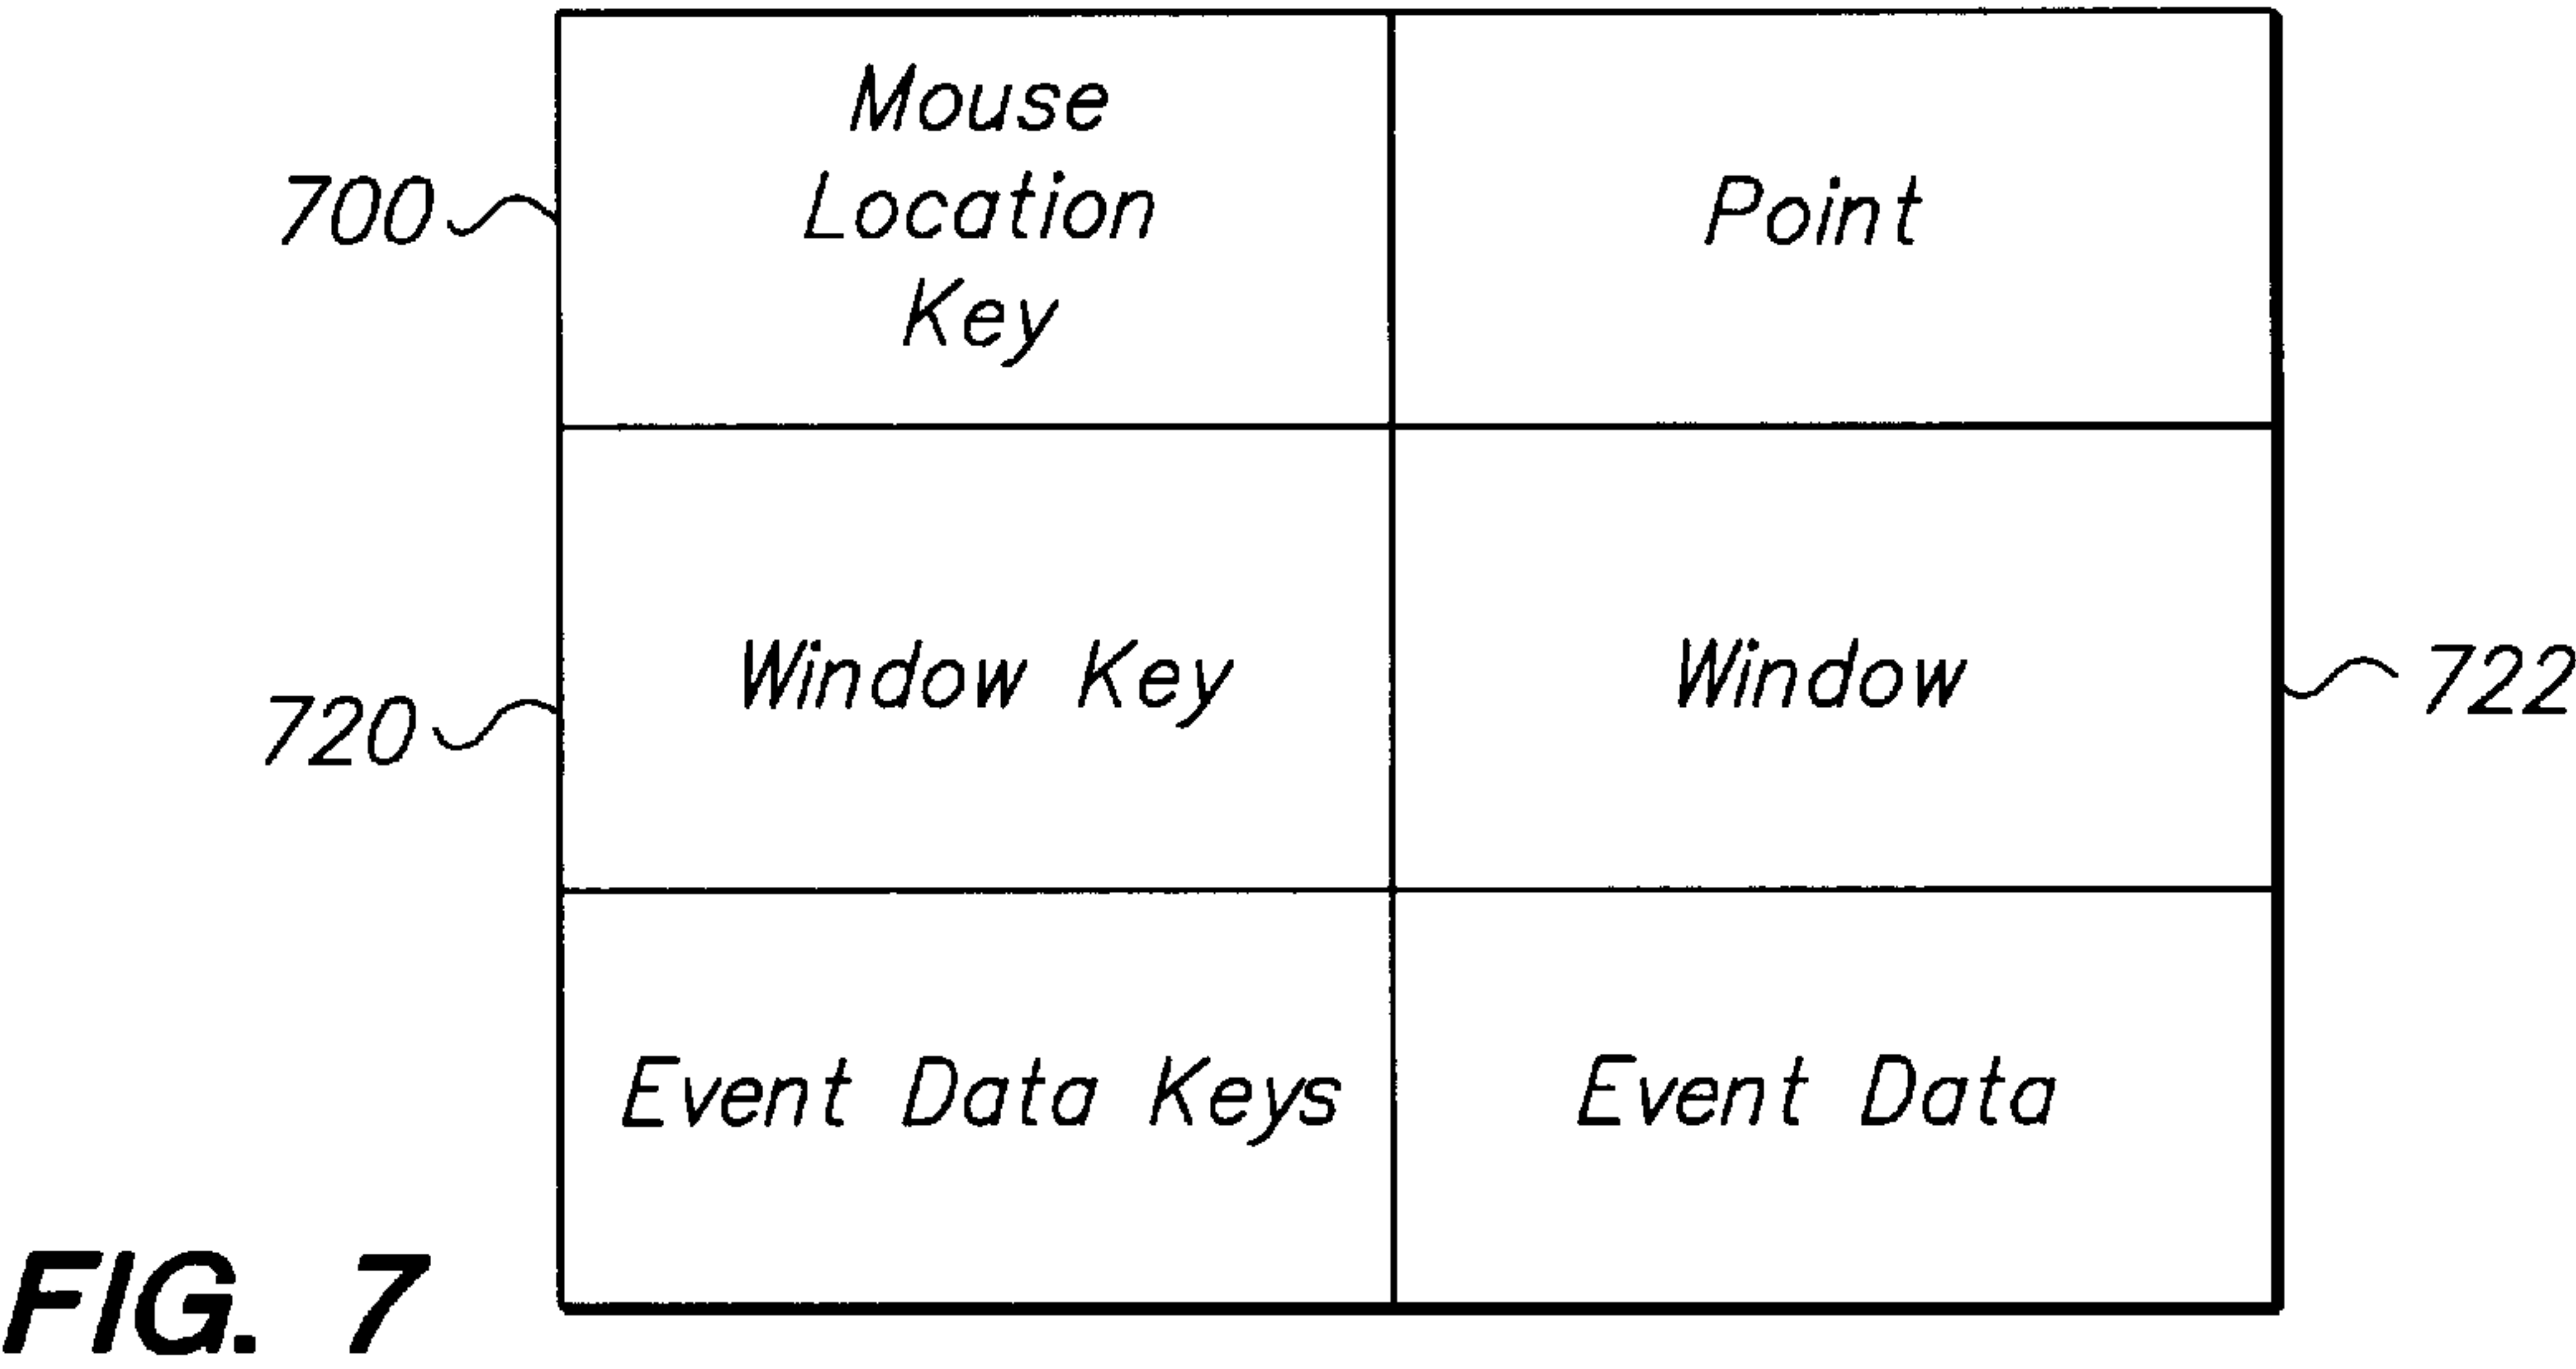 Mouse
Location
Key
Point
700
Window Key
Window
720
722
Event Data Keys
Event Data
FIG. 7